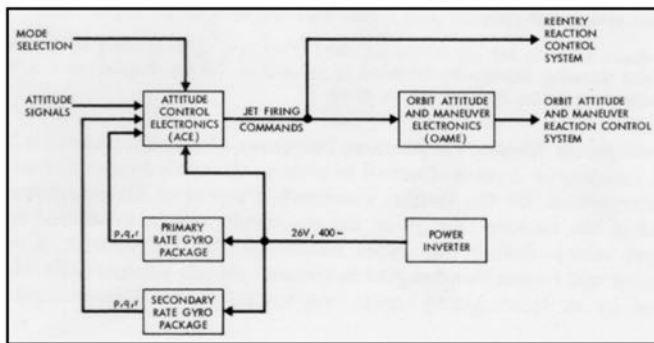 MODE
SELECTION
REENTRY
REACTION
CONTROL
SYSTEM
ATTITUDE
SIGNALS
ATTITUDE
CONTROL
ELECTRONICS
(ACE)
JET FIRING
COMMANDS
ORBIT ATTITUDE
AND MANEUVER
ELECTRONICS
(OAME)
ORBIT ATTITUDE
AND MANEUVER
REACTION CONTROL
SYSTEM
p,q,r
PRIMARY
RATE GYRO
PACKAGE
26V, 400~
POWER
INVERTER
p,q,r
SECONDARY
RATE GYRO
PACKAGE